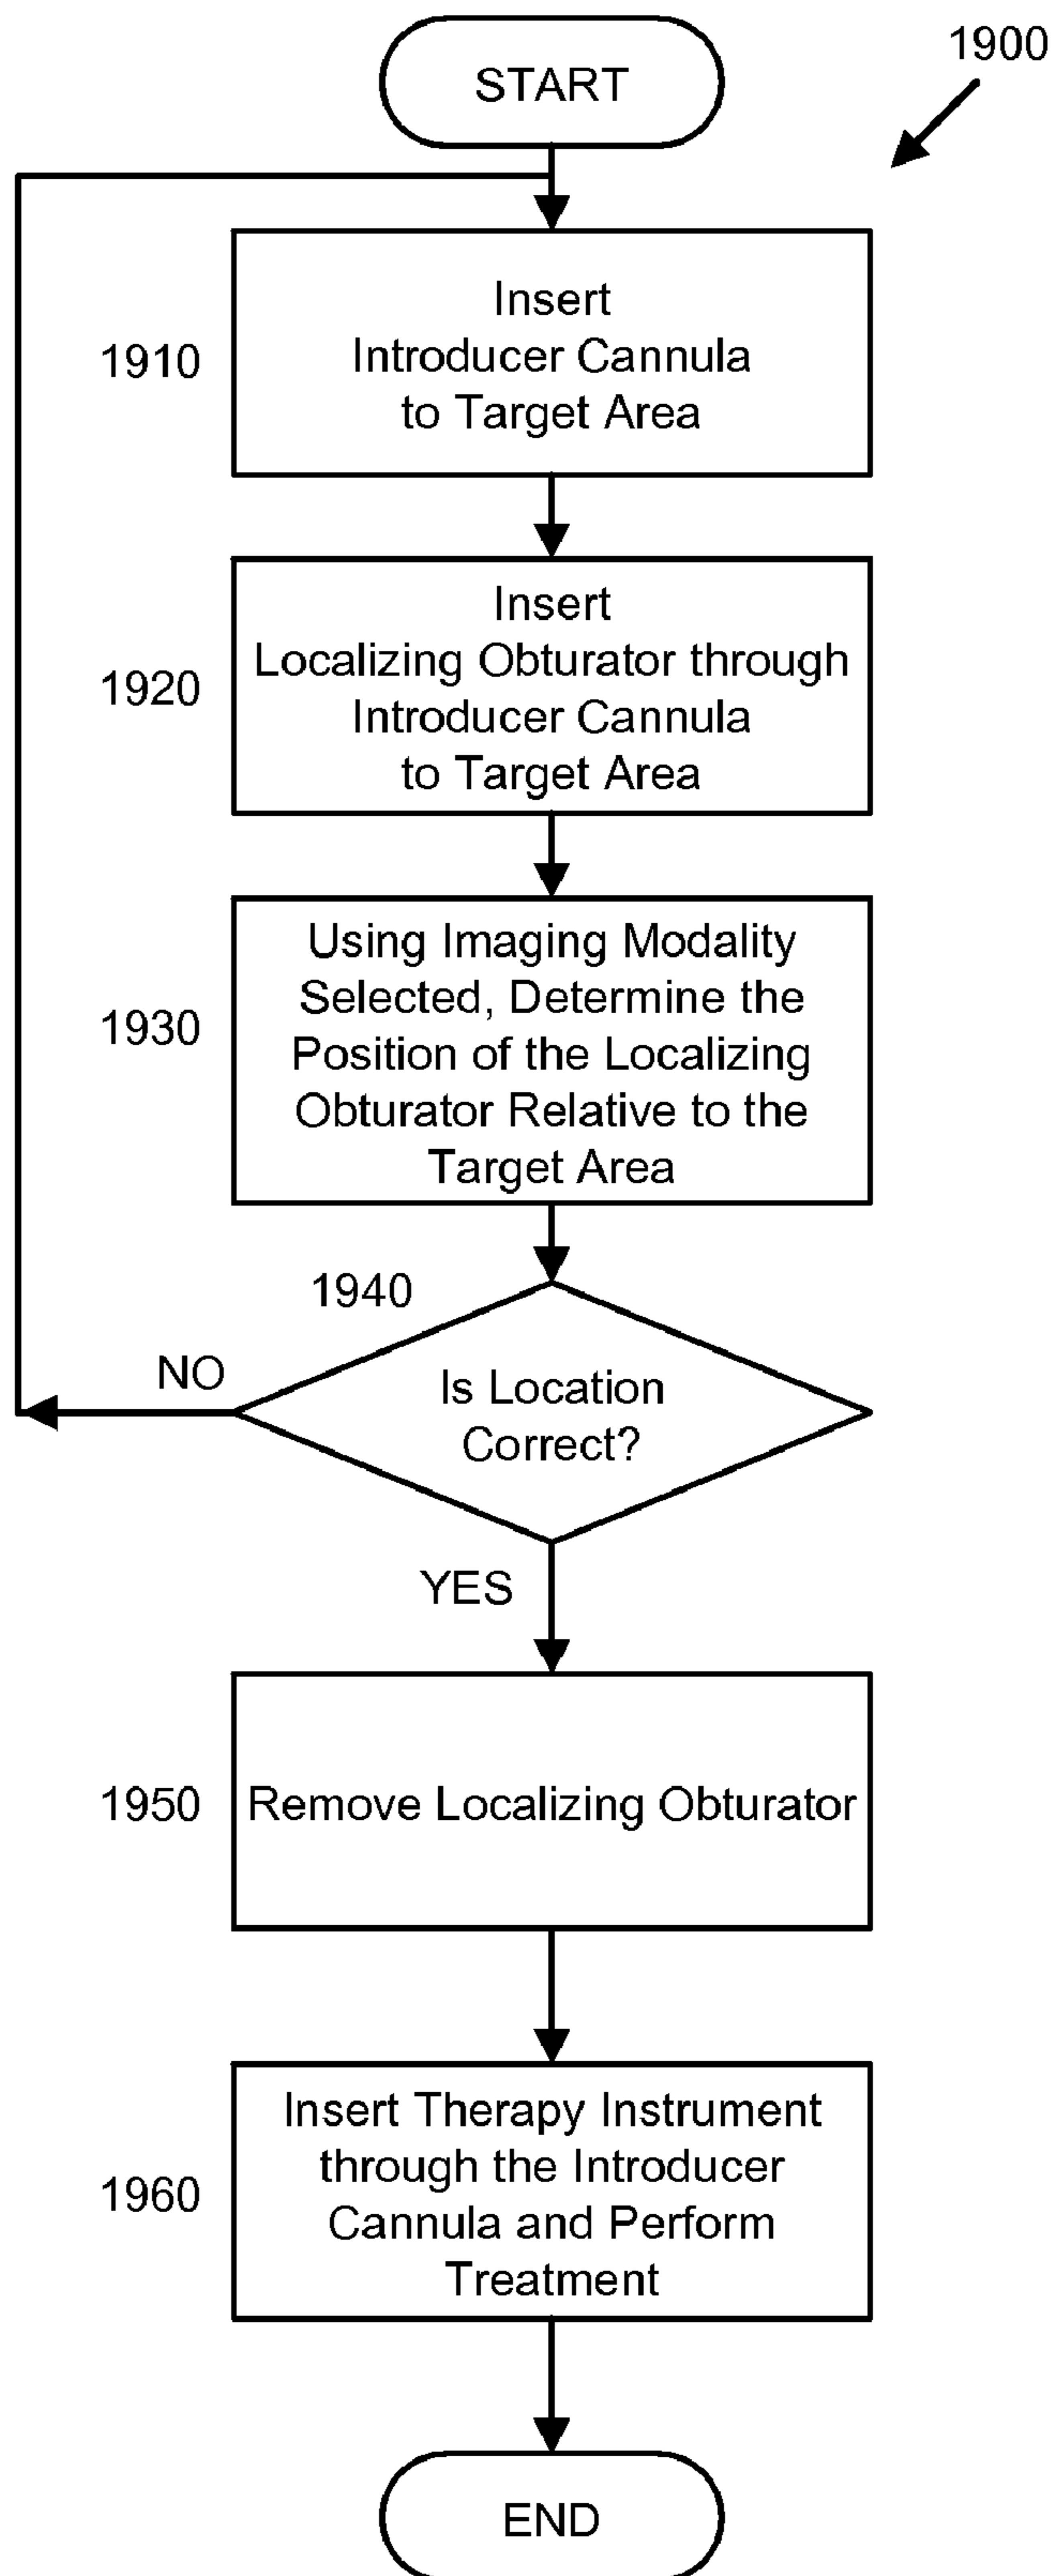 START
1900
1910
Insert
Introducer Cannula
to Target Area
1920
Insert
Localizing Obturator through
Introducer Cannula
to Target Area
1930
Using Imaging Modality
Selected, Determine the
Position of the Localizing
Obturator Relative to the
Target Area
1940
NO
Is Location
Correct?
YES
1950
Remove Localizing Obturator
1960
Insert Therapy Instrument
through the Introducer
Cannula and Perform
Treatment
END